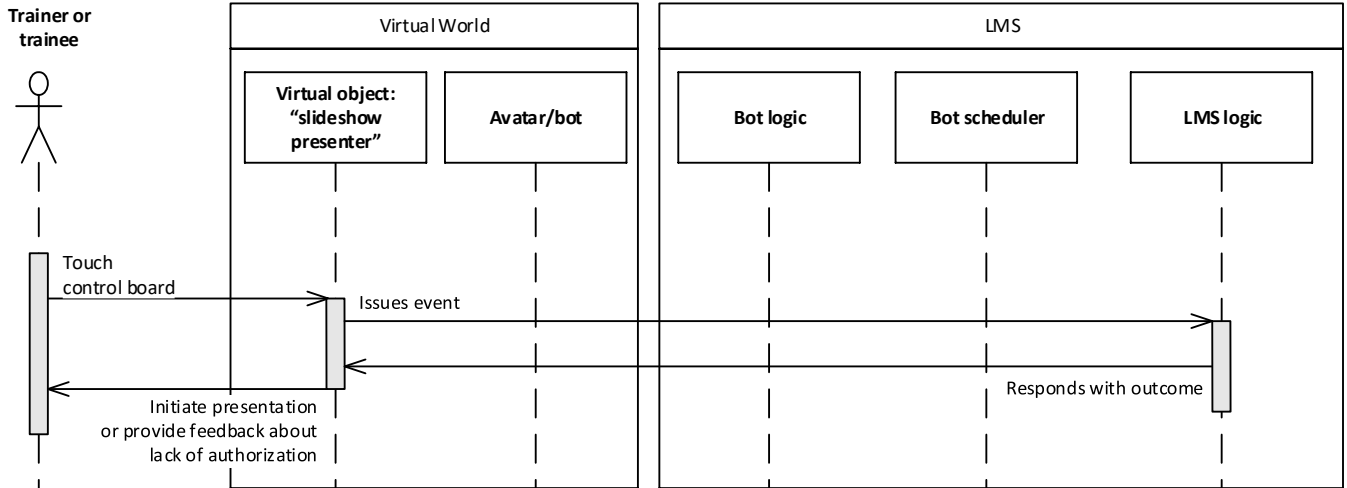 Trainer or
trainee
Virtual World
LMS
Virtual object:
“slideshow
presenter”
Avatar/bot
Bot logic
Bot scheduler
LMS logic
Touch
control board
Issues event
Responds with outcome
Initiate presentation
or provide feedback about
lack of authorization